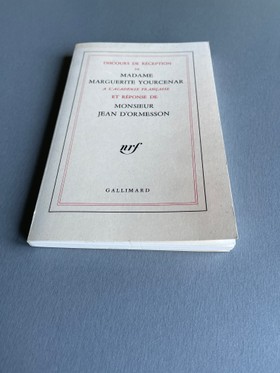 DISCOURS DE RÉCEPTION
DE
MADAME
MARGUERITE YOURCENAR
A L'ACADÉMIE FRANÇAISE
ET RÉPONSE DE
MONSIEUR
JEAN D'ORMESSON
nrf
GALLIMARD